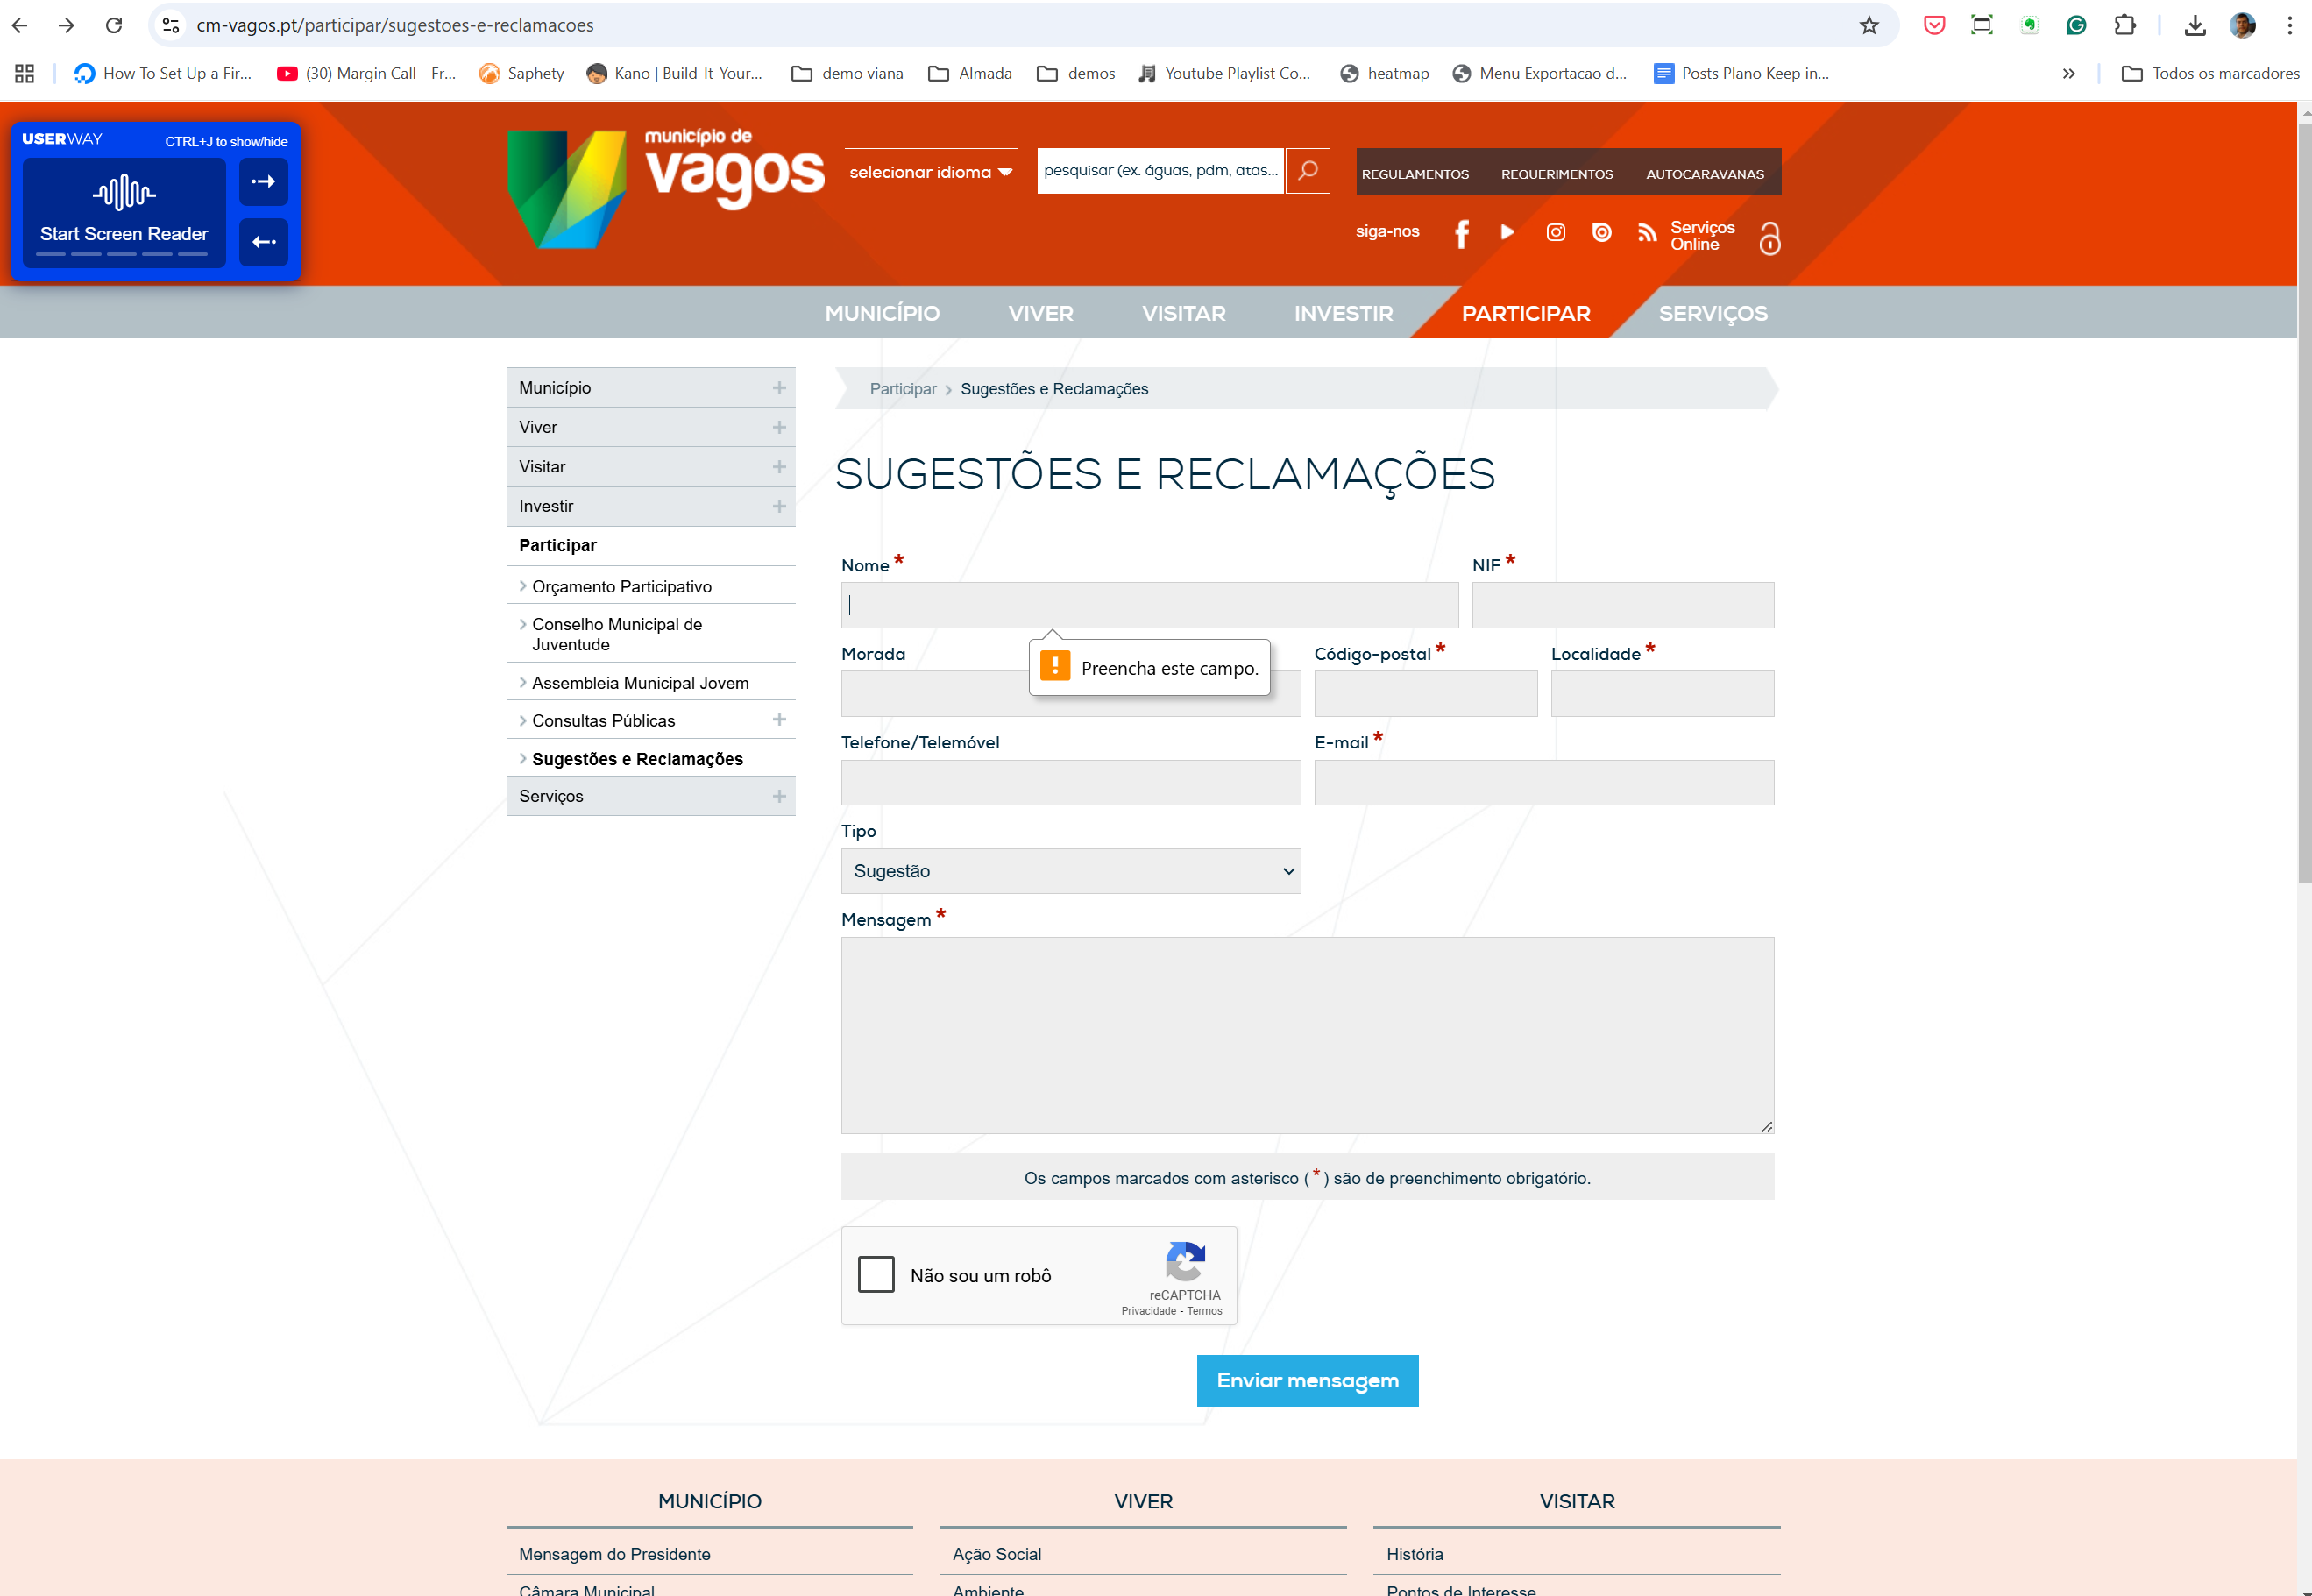 cm-vagos.pt/participar/sugestoes-e-reclamacoes
How To Set Up a Fir...
(30) Margin Call - Fr...
Saphety
Kano | Build-It-Your...
demo viana
Almada
demos
Youtube Playlist Co...
heatmap
Menu Exportacao d...
Posts Plano Keep in...
»
Todos os marcadores
USERWAY
CTRL+J to show/hide
Start Screen Reader
município de
vagos
selecionar idioma
pesquisar (ex. águas, pdm, atas...
REGULAMENTOS
REQUERIMENTOS
AUTOCARAVANAS
siga-nos
Serviços
Online
MUNICÍPIO
VIVER
VISITAR
INVESTIR
PARTICIPAR
SERVIÇOS
Município
Viver
Visitar
Investir
Participar
Orçamento Participativo
Conselho Municipal de
Juventude
Assembleia Municipal Jovem
Consultas Públicas
Sugestões e Reclamações
Serviços
Participar > Sugestões e Reclamações
SUGESTÕES E RECLAMAÇÕES
Nome *
NIF *
Preencha este campo.
Morada
Código-postal *
Localidade *
Telefone/Telemóvel
E-mail *
Tipo
Sugestão
Mensagem *
Os campos marcados com asterisco (*) são de preenchimento obrigatório.
Não sou um robô
reCAPTCHA
Privacidade - Termos
Enviar mensagem
MUNICÍPIO
VIVER
VISITAR
Mensagem do Presidente
Ação Social
História
Câmara Municipal
Ambiente
Pontos de Interesse